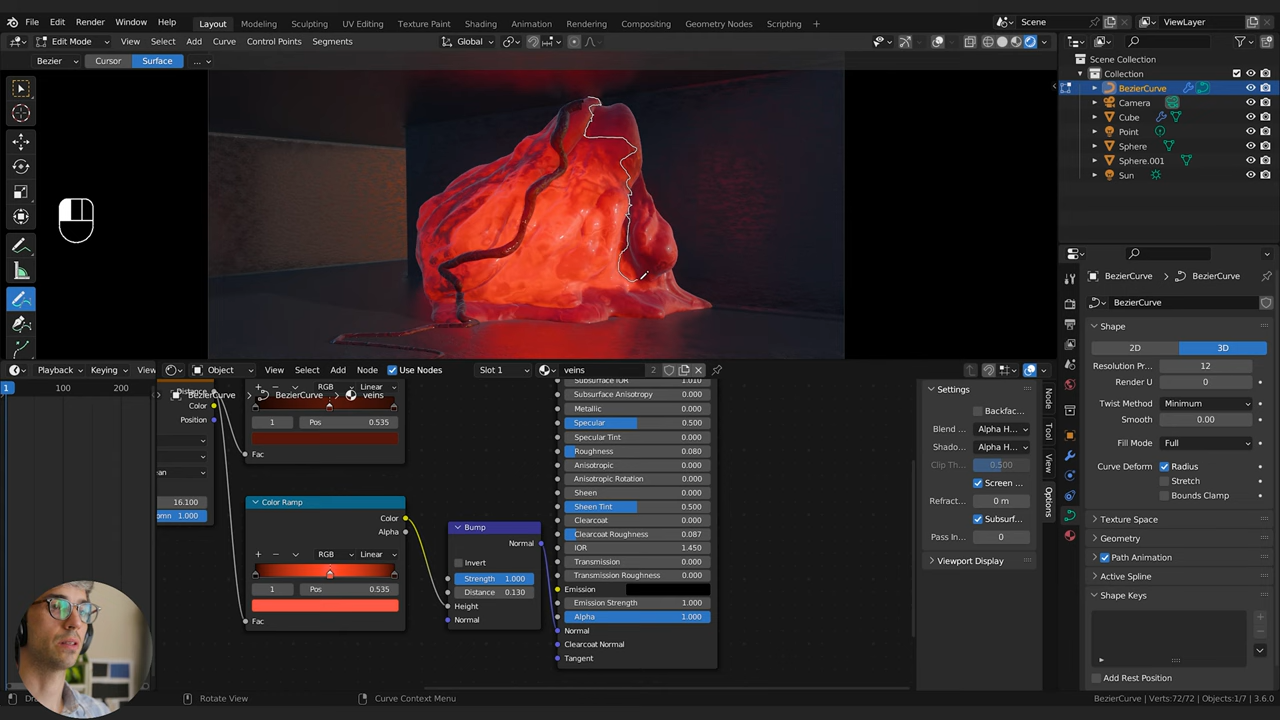 File Edit Render Window Help Layout Modeling Sculpting UV Editing Texture Paint Shading Animation Rendering Compositing Geometry Nodes Scripting + Scene ViewLayer
Edit Mode View Select Add Curve Control Points Segments Global
Bezier Cursor Surface ...
Scene Collection
Collection
BezierCurve
Camera
Cube
Point
Sphere
Sphere.001
Sun
BezierCurve BezierCurve
BezierCurve
Shape
2D 3D
Resolution Pr... 12
Render U 0
Twist Method Minimum
Smooth 0.00
Fill Mode Full
Curve Deform Radius
Stretch
Bounds Clamp
Texture Space
Geometry
Path Animation
Active Spline
Shape Keys
Add Rest Position
Playback Keying View Object View Select Add Node Use Nodes Slot 1 veins 2
1 100 200
BezierCurve BezierCurve veins
Distance
Color
Position
16.100
1.000
RGB Linear
1 Pos 0.535
Fac
Color Ramp
Color
Alpha
RGB Linear
1 Pos 0.535
Fac
Bump
Normal
Invert
Strength 1.000
Distance 0.130
Height
Normal
Subsurface IOR 1.010
Subsurface Anisotropy 0.000
Metallic 0.000
Specular 0.500
Specular Tint 0.000
Roughness 0.080
Anisotropic 0.000
Anisotropic Rotation 0.000
Sheen 0.000
Sheen Tint 0.500
Clearcoat 0.000
Clearcoat Roughness 0.087
IOR 1.450
Transmission 0.000
Transmission Roughness 0.000
Emission
Emission Strength 1.000
Alpha 1.000
Normal
Clearcoat Normal
Tangent
Settings
Backfac...
Blend ... Alpha H...
Shado... Alpha H...
Clip Th... 0.500
Screen ...
Refract... 0 m
Subsurf...
Pass In... 0
Viewport Display
Node
Tool
View
Options
Rotate View Curve Context Menu BezierCurve | Verts:72/72 | Objects:1/7 | 3.6.0